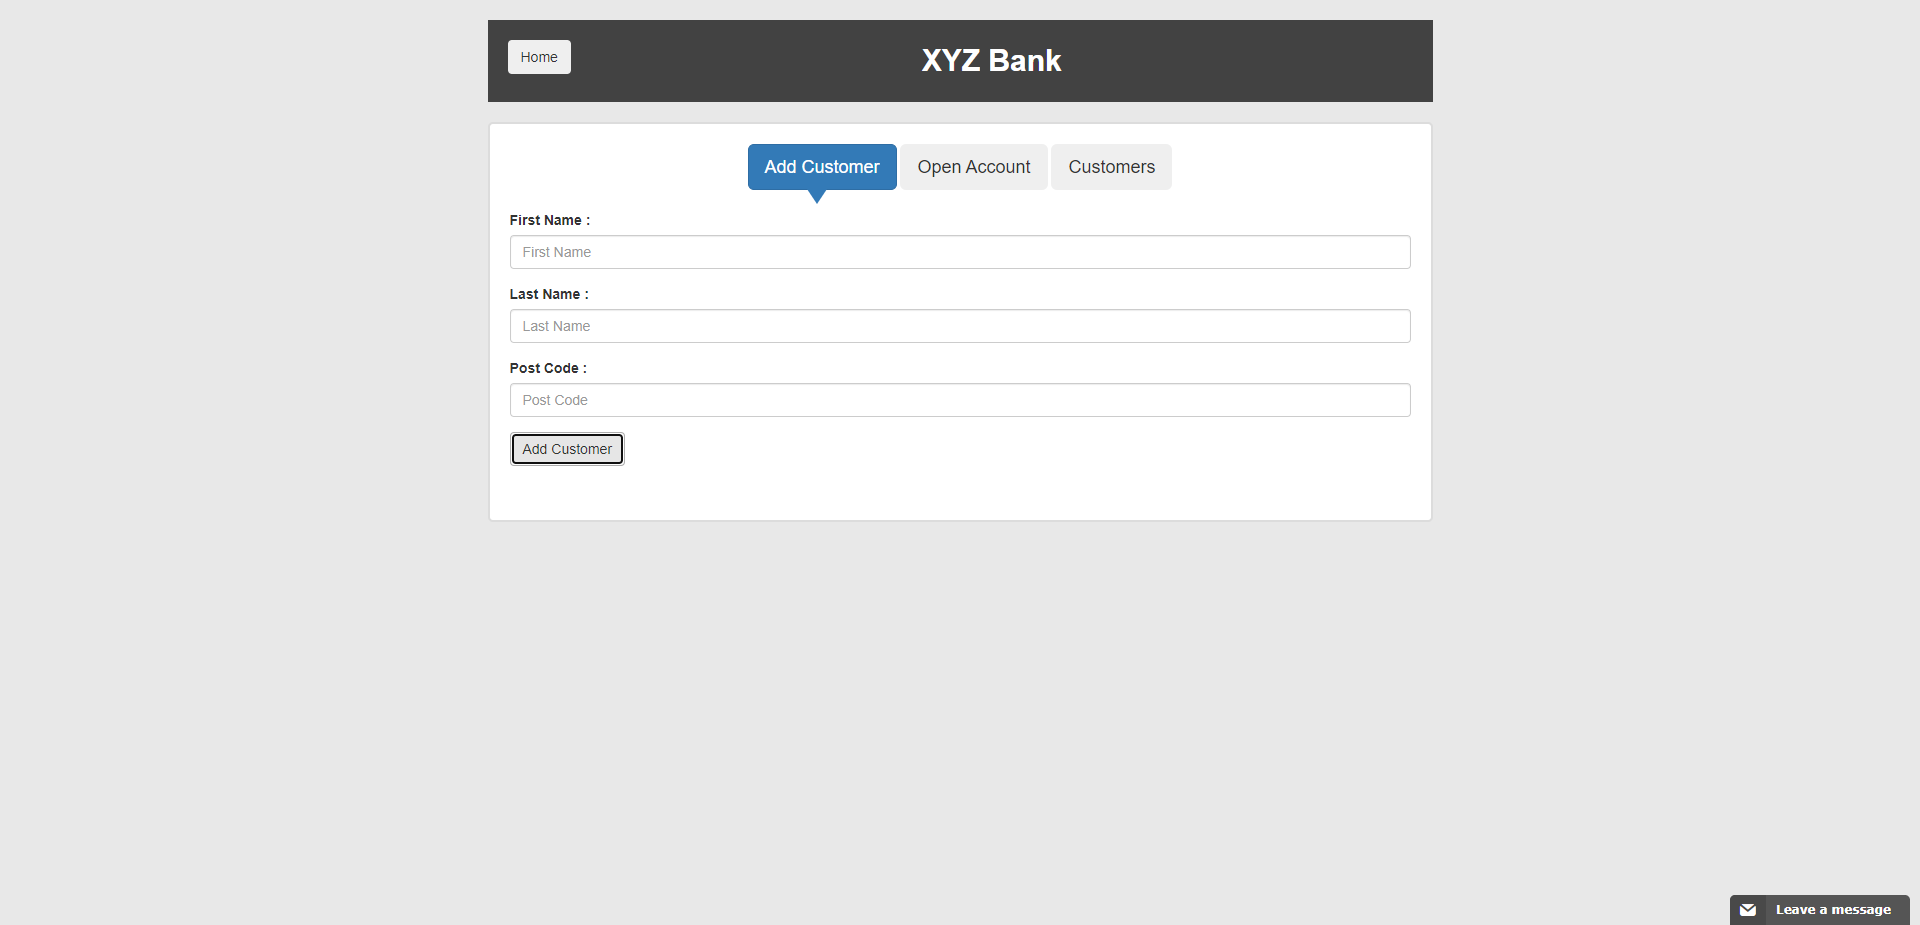 Home
XYZ Bank
Add Customer
Open Account
Customers
First Name :
First Name
Last Name :
Last Name
Post Code :
Post Code
Add Customer
Leave a message